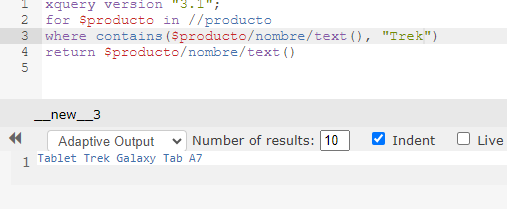 1 xquery version "3.1";
2 for $producto in //producto
3 where contains($producto/nombre/text(), "Trek")
4 return $producto/nombre/text()
5
__new__3
Adaptive Output Number of results: 10 Indent Live
1 Tablet Trek Galaxy Tab A7